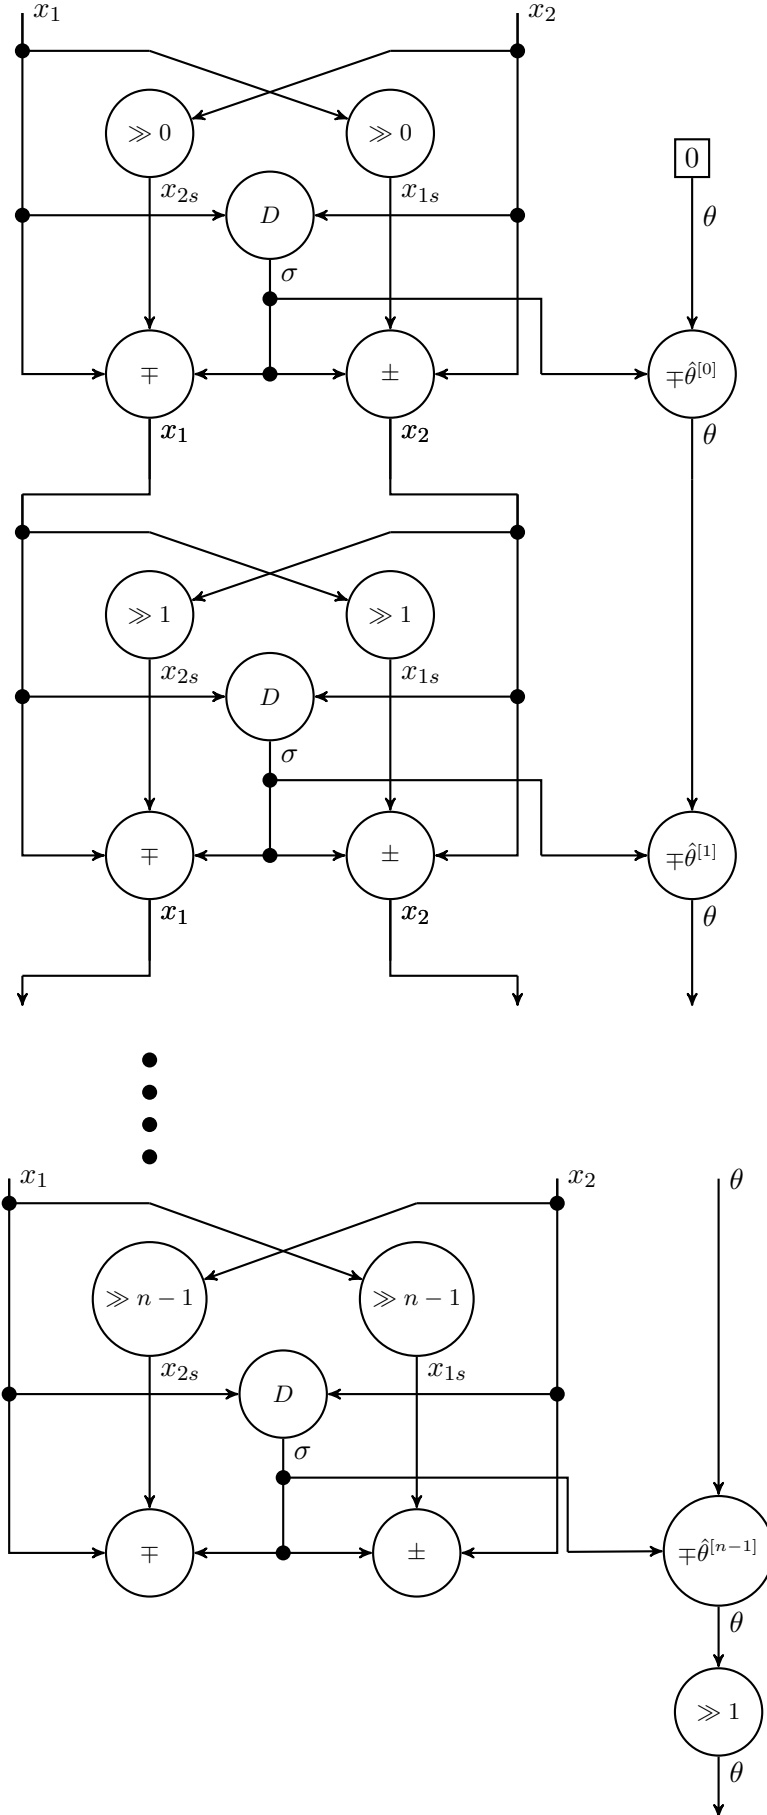 x₁ x₂
≫ 0 ≫ 0
0
x₂ₛ D x₁ₛ θ
σ
∓ ± ∓θ̂^[0]
x₁ x₂ θ
≫ 1 ≫ 1
x₂ₛ D x₁ₛ
σ
∓ ± ∓θ̂^[1]
x₁ x₂ θ
x₁ x₂ θ
≫ n − 1 ≫ n − 1
x₂ₛ D x₁ₛ
σ
∓ ± ∓θ̂^[n−1]
θ
≫ 1
θ